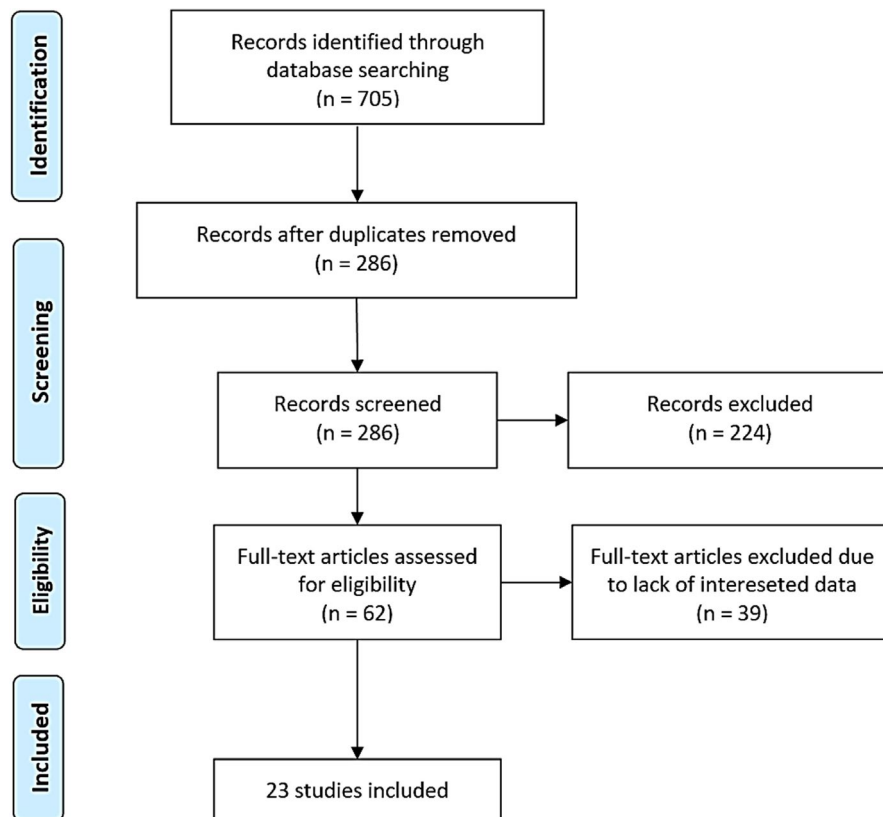 Identification
Records identified through
database searching
(n = 705)
Records after duplicates removed
(n = 286)
Screening
Records screened
(n = 286)
Records excluded
(n = 224)
Eligibility
Full-text articles assessed
for eligibility
(n = 62)
Full-text articles excluded due
to lack of intereseted data
(n = 39)
Included
23 studies included